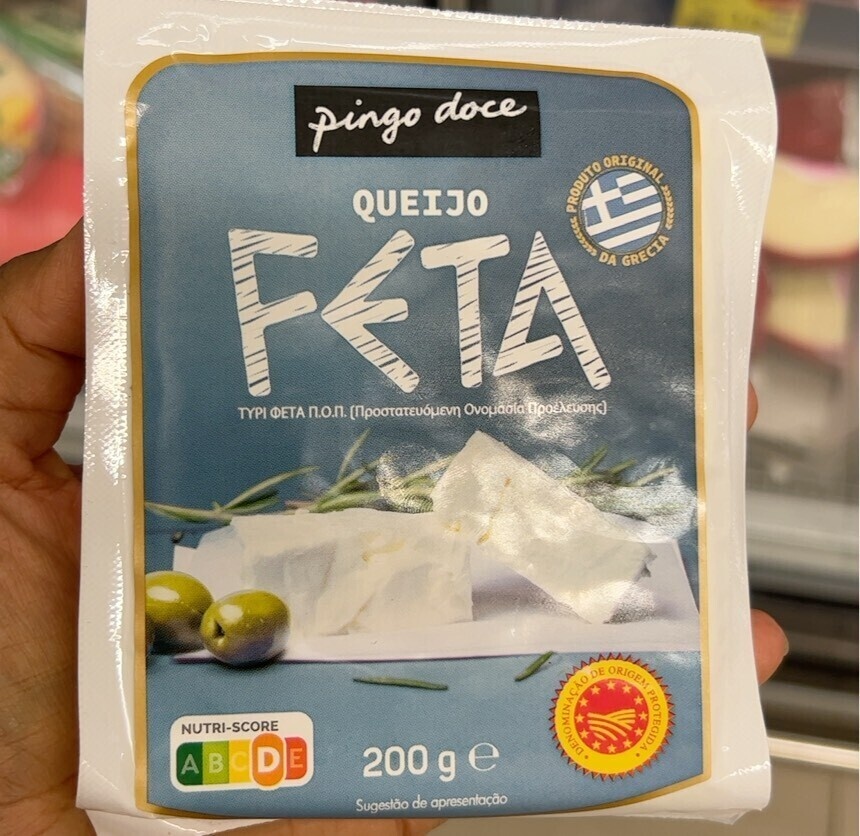 pingo doce
QUEIJO
FETA
PRODUTO ORIGINAL
DA GRECIA
ΤΥΡΙ ΦΕΤΑ Π.Ο.Π. (Προστατευόμενη Ονομασία Προέλευσης)
NUTRI-SCORE
A B C D E
200 g ℮
DENOMINAÇÃO DE ORIGEM PROTEGIDA
Sugestão de apresentação